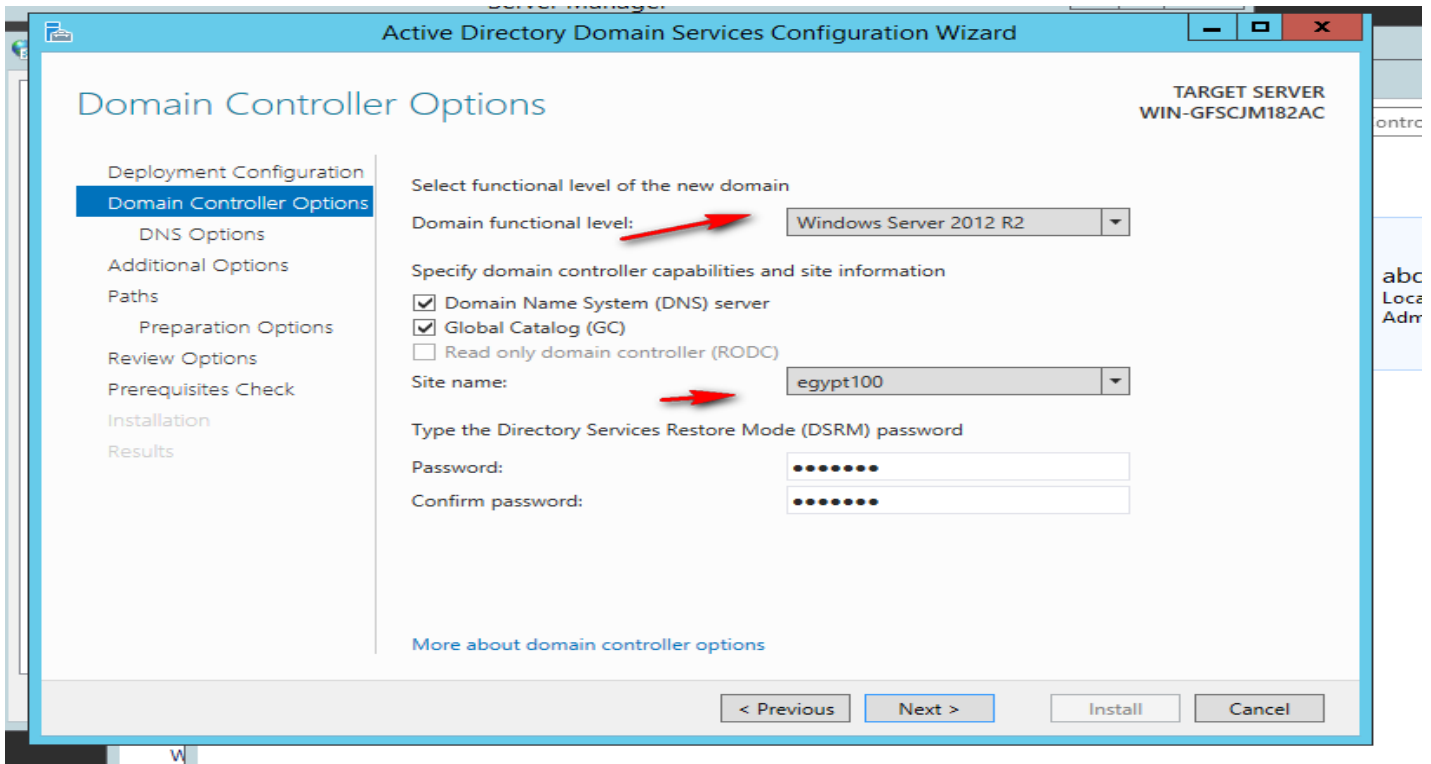 Server Manager
Active Directory Domain Services Configuration Wizard
Domain Controller Options
TARGET SERVER
WIN-GFSCJM182AC
Deployment Configuration
Domain Controller Options
DNS Options
Additional Options
Paths
Preparation Options
Review Options
Prerequisites Check
Installation
Results
Select functional level of the new domain
Domain functional level: Windows Server 2012 R2
Specify domain controller capabilities and site information
Domain Name System (DNS) server
Global Catalog (GC)
Read only domain controller (RODC)
Site name: egypt100
Type the Directory Services Restore Mode (DSRM) password
Password: •••••••
Confirm password: •••••••
More about domain controller options
< Previous Next > Install Cancel
ontro
abc
Loca
Adm
W